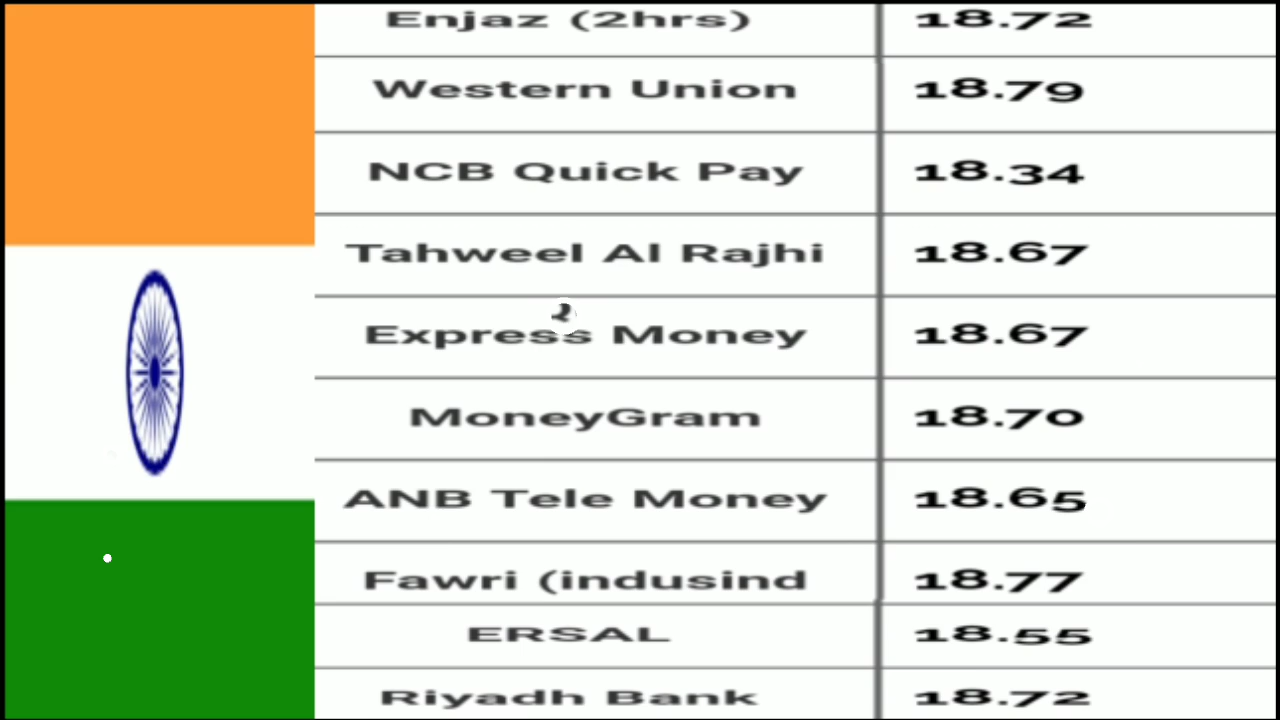 Enjaz (2hrs) 18.72
Western Union 18.79
NCB Quick Pay 18.34
Tahweel Al Rajhi 18.67
Express Money 18.67
MoneyGram 18.70
ANB Tele Money 18.65
Fawri (indusind 18.77
ERSAL 18.55
Riyadh Bank 18.72